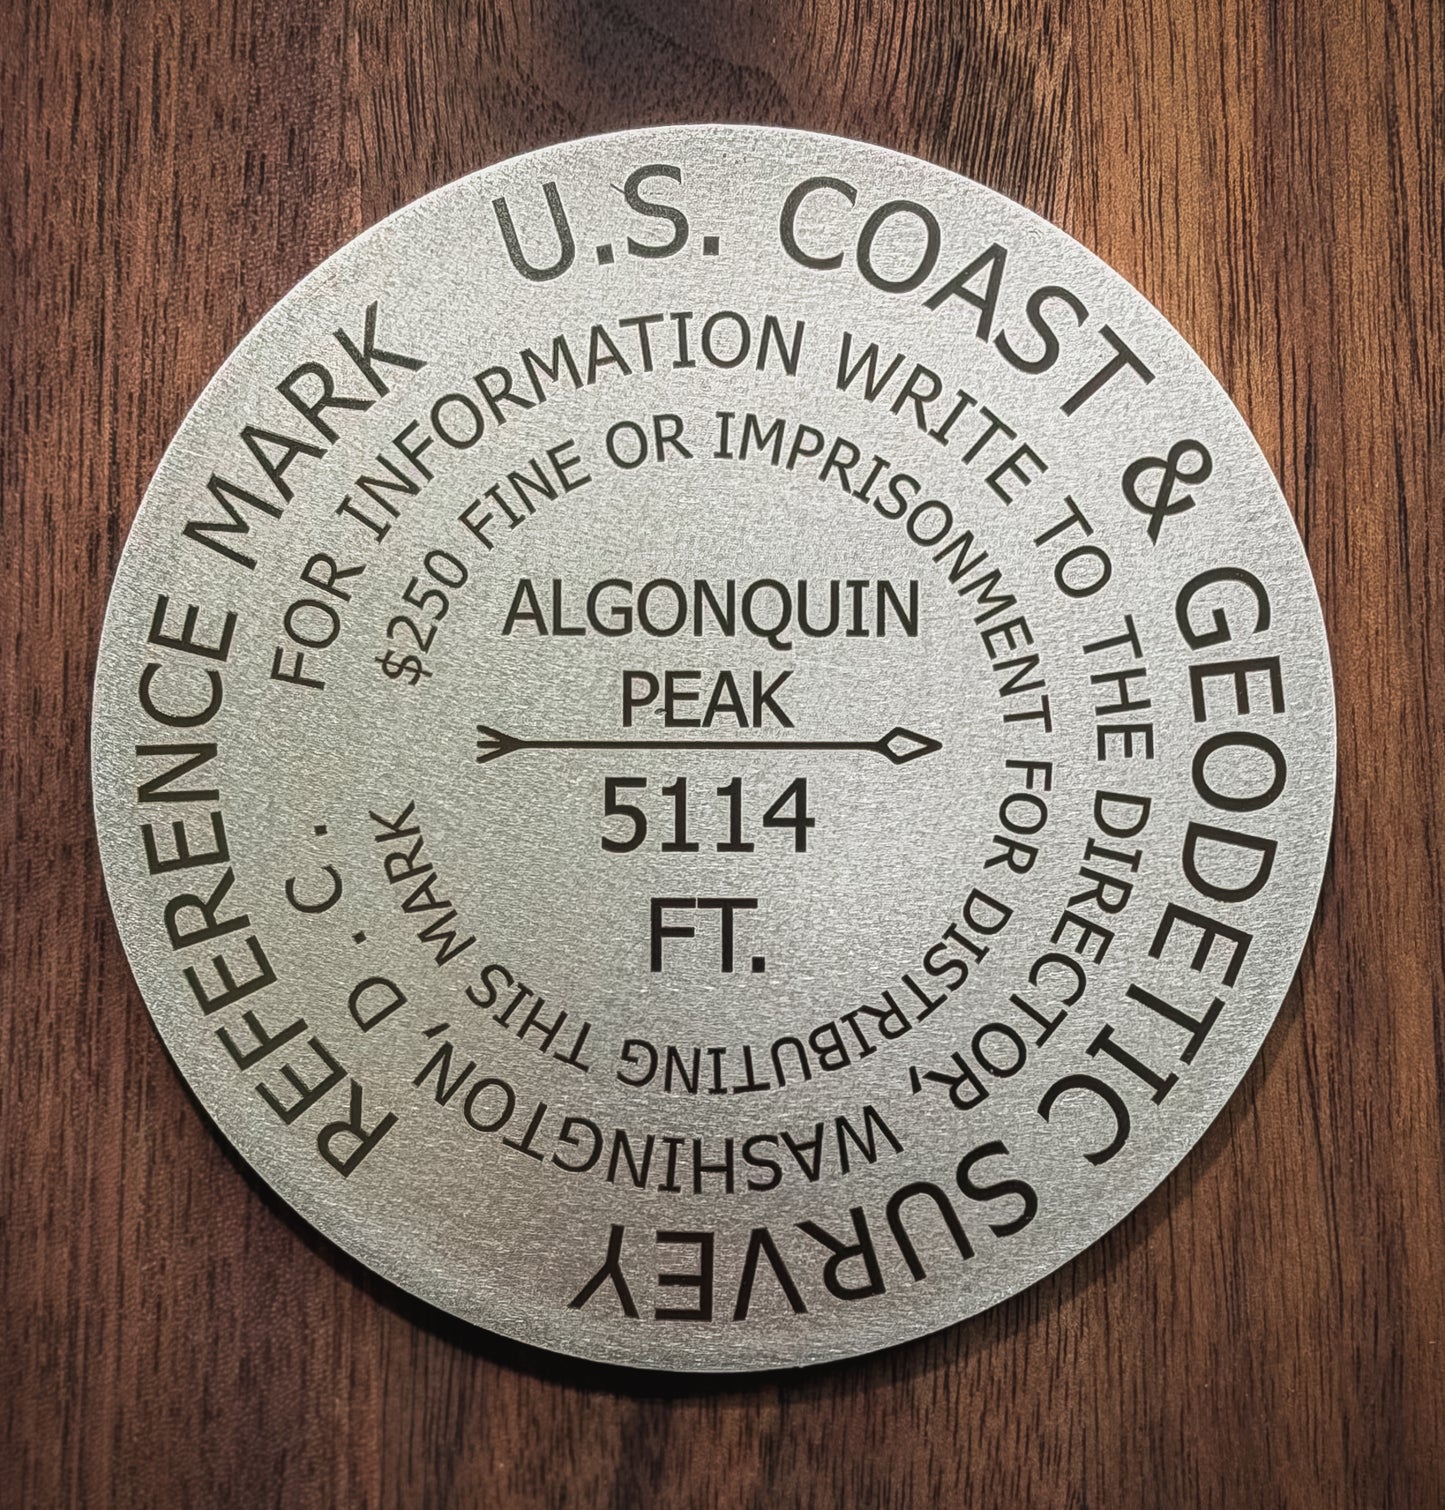 U.S. COAST & GEODETIC SURVEY
REFERENCE MARK
FOR INFORMATION WRITE TO THE DIRECTOR, WASHINGTON, D. C.
$250 FINE OR IMPRISONMENT FOR DISTRIBUTING THIS MARK
ALGONQUIN
PEAK
5114
FT.